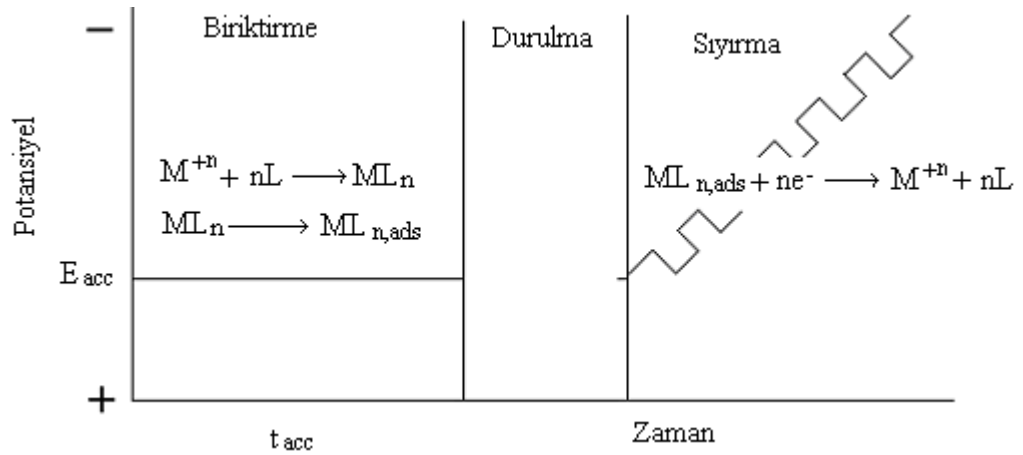 Biriktirme
Durulma
Sıyırma
Potansiyel
−
M⁺ⁿ + nL ⟶ MLₙ
MLₙ ⟶ MLₙ,ads
MLₙ,ads + ne⁻ ⟶ M⁺ⁿ + nL
E acc
+
t acc
Zaman